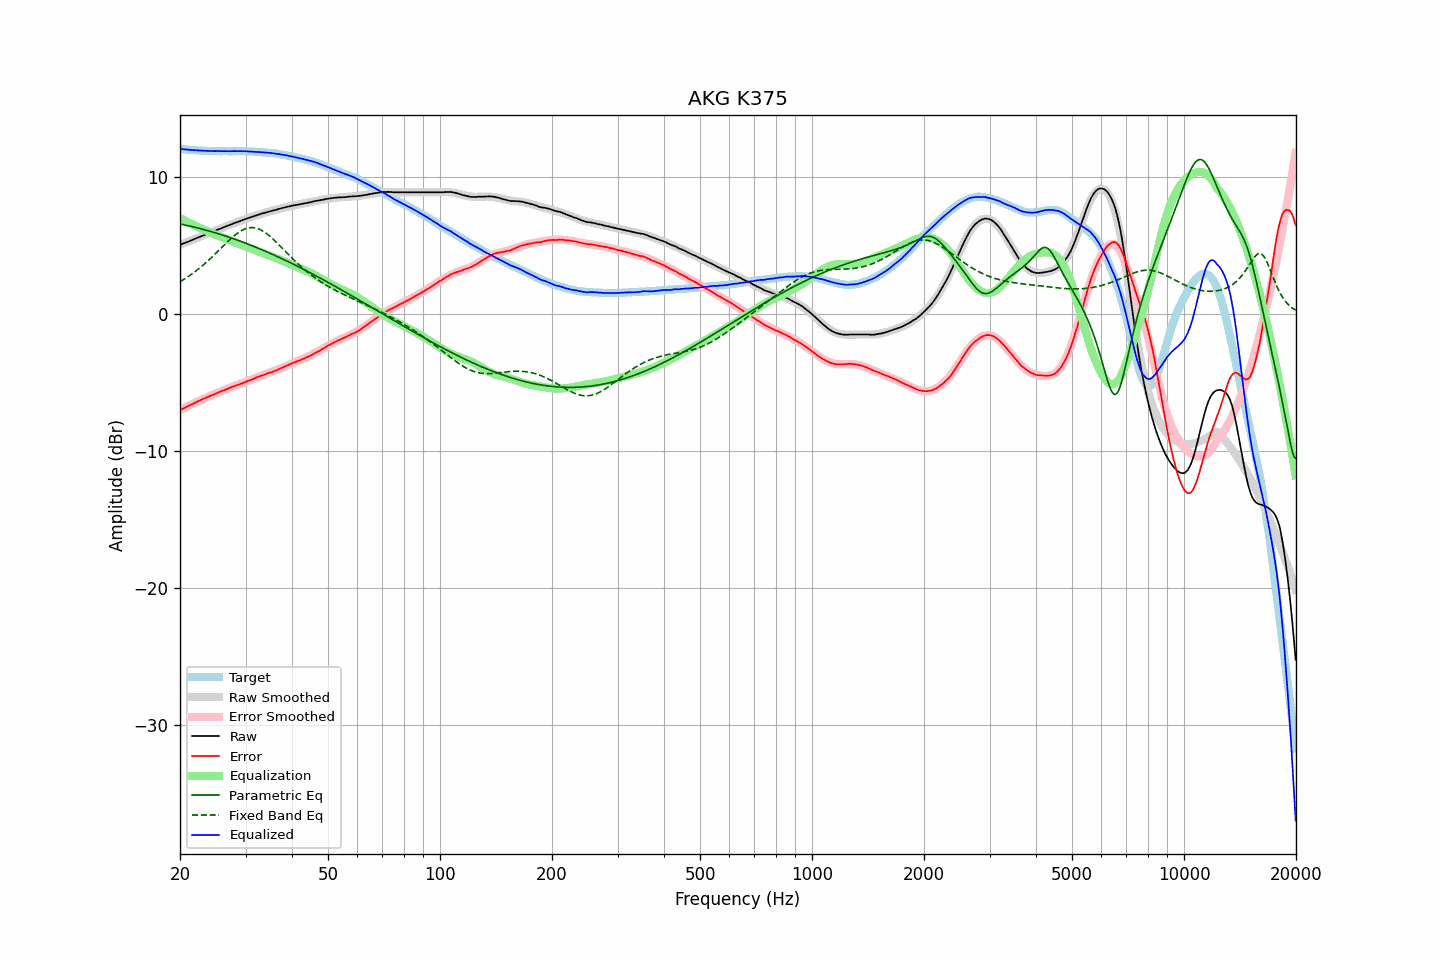 AKG K375
Amplitude (dBr)
10
0
−10
−20
−30
Target
Raw Smoothed
Error Smoothed
Raw
Error
Equalization
Parametric Eq
Fixed Band Eq
Equalized
20 50 100 200 500 1000 2000 5000 10000 20000
Frequency (Hz)